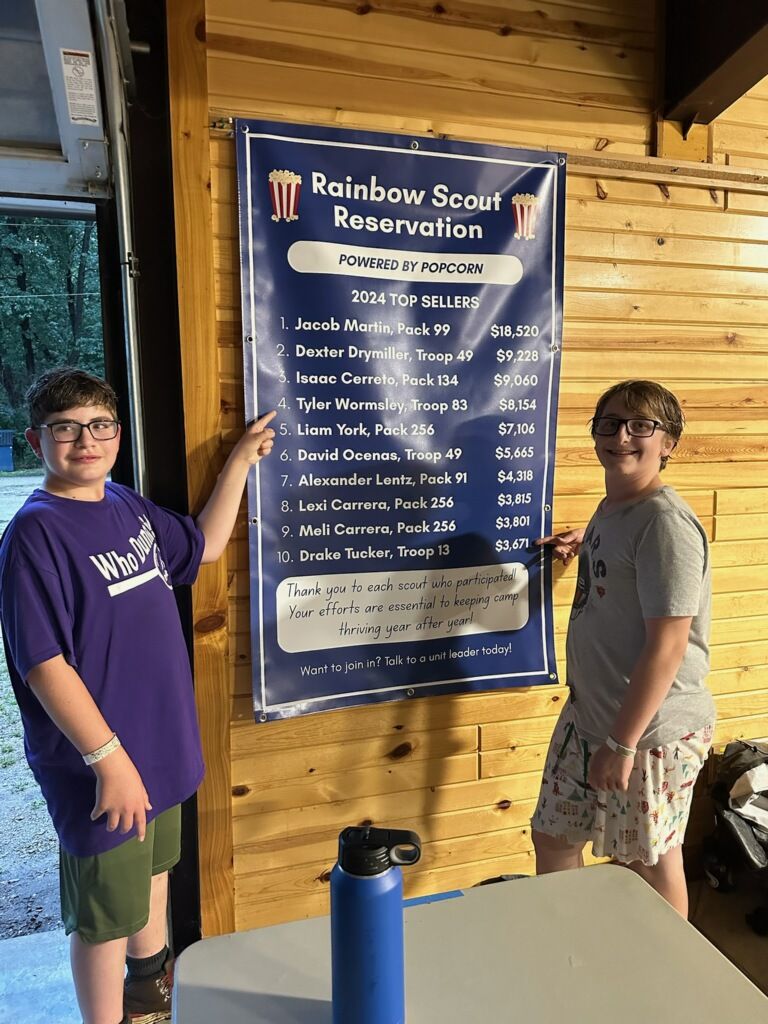 Rainbow Scout
Reservation
POWERED BY POPCORN
2024 TOP SELLERS
1. Jacob Martin, Pack 99 $18,520
2. Dexter Drymiller, Troop 49 $9,228
3. Isaac Cerreto, Pack 134 $9,060
4. Tyler Wormsley, Troop 83 $8,154
5. Liam York, Pack 256 $7,106
6. David Ocenas, Troop 49 $5,665
7. Alexander Lentz, Pack 91 $4,318
8. Lexi Carrera, Pack 256 $3,815
9. Meli Carrera, Pack 256 $3,801
10. Drake Tucker, Troop 13 $3,671
Thank you to each scout who participated!
Your efforts are essential to keeping camp
thriving year after year!
Want to join in? Talk to a unit leader today!
Who